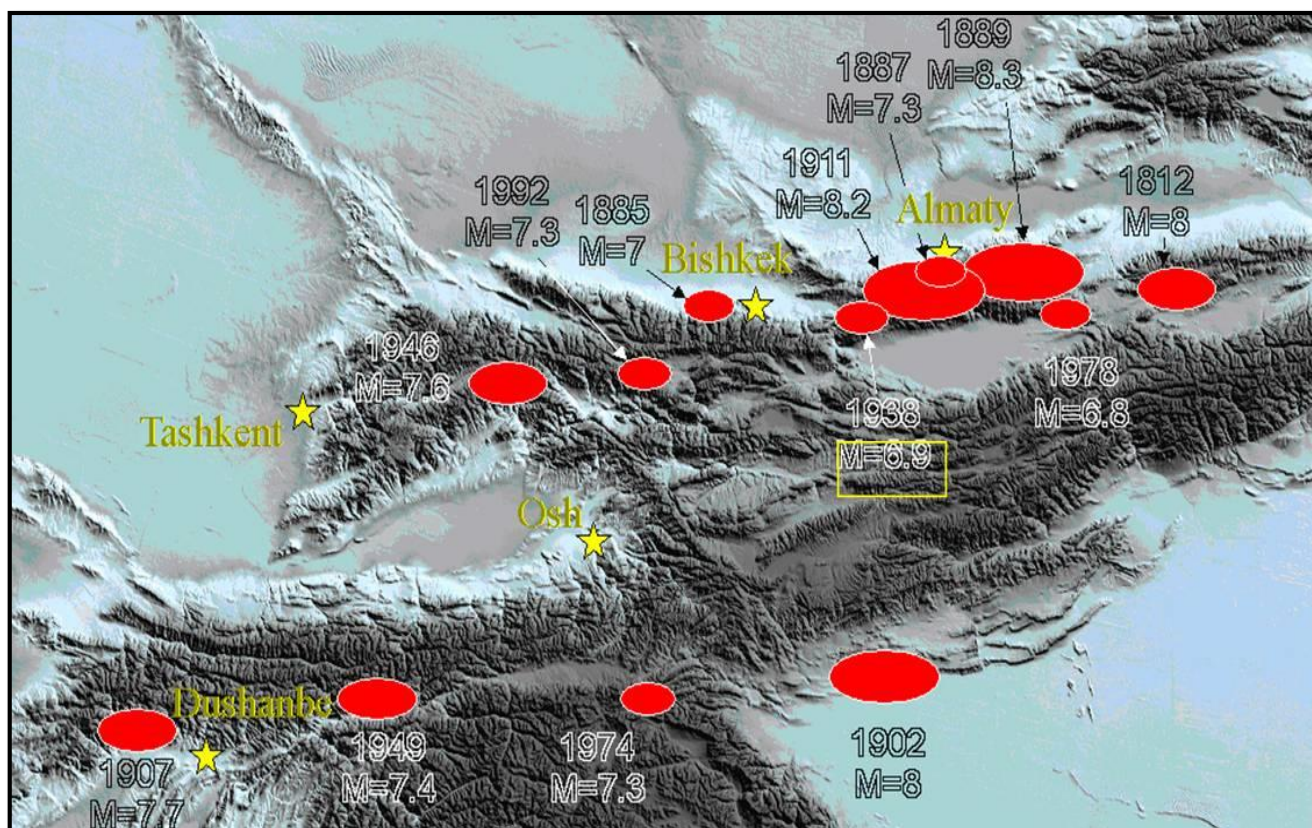 1889
M=8.3
1887
M=7.3
1911
M=8.2
1812
M=8
1992
M=7.3
1885
M=7
Almaty
Bishkek
1946
M=7.6
1978
M=6.8
Tashkent
1938
M=6.9
Osh
Dushanbe
1949
M=7.4
1974
M=7.3
1902
M=8
1907
M=7.7